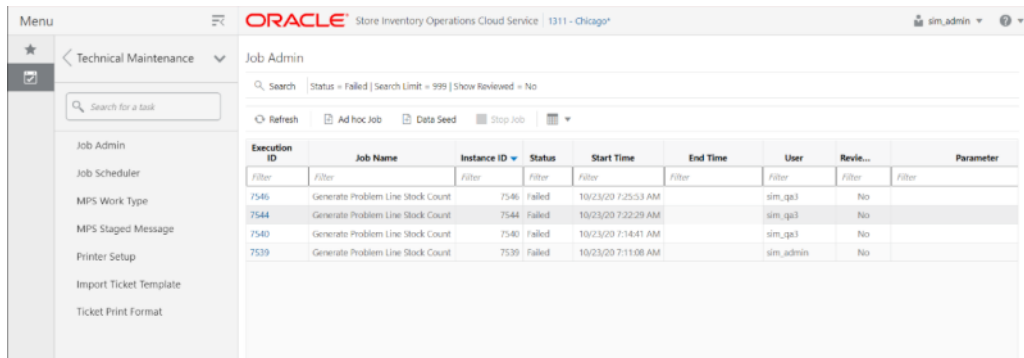 Menu
ORACLE® Store Inventory Operations Cloud Service 1311 - Chicago*
sim_admin
Technical Maintenance
Search for a task
Job Admin
Job Scheduler
MPS Work Type
MPS Staged Message
Printer Setup
Import Ticket Template
Ticket Print Format
Job Admin
Search Status = Failed | Search Limit = 999 | Show Reviewed = No
Refresh Ad hoc Job Data Seed Stop Job
Execution ID Job Name Instance ID Status Start Time End Time User Revie... Parameter
Filter Filter Filter Filter Filter Filter Filter Filter Filter
7546 Generate Problem Line Stock Count 7546 Failed 10/23/20 7:25:53 AM sim_qa3 No
7544 Generate Problem Line Stock Count 7544 Failed 10/23/20 7:22:29 AM sim_qa3 No
7540 Generate Problem Line Stock Count 7540 Failed 10/23/20 7:14:41 AM sim_qa3 No
7539 Generate Problem Line Stock Count 7539 Failed 10/23/20 7:11:08 AM sim_admin No